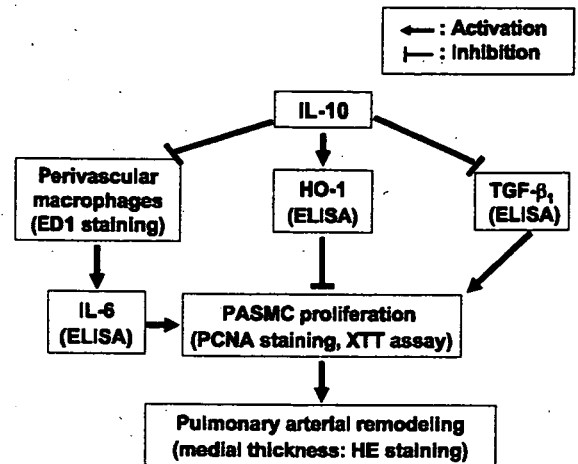 : Activation
: Inhibition
IL-10
Perivascular
macrophages
(ED1 staining)
HO-1
(ELISA)
TGF-β₁
(ELISA)
IL-6
(ELISA)
PASMC proliferation
(PCNA staining, XTT assay)
Pulmonary arterial remodeling
(medial thickness: HE staining)